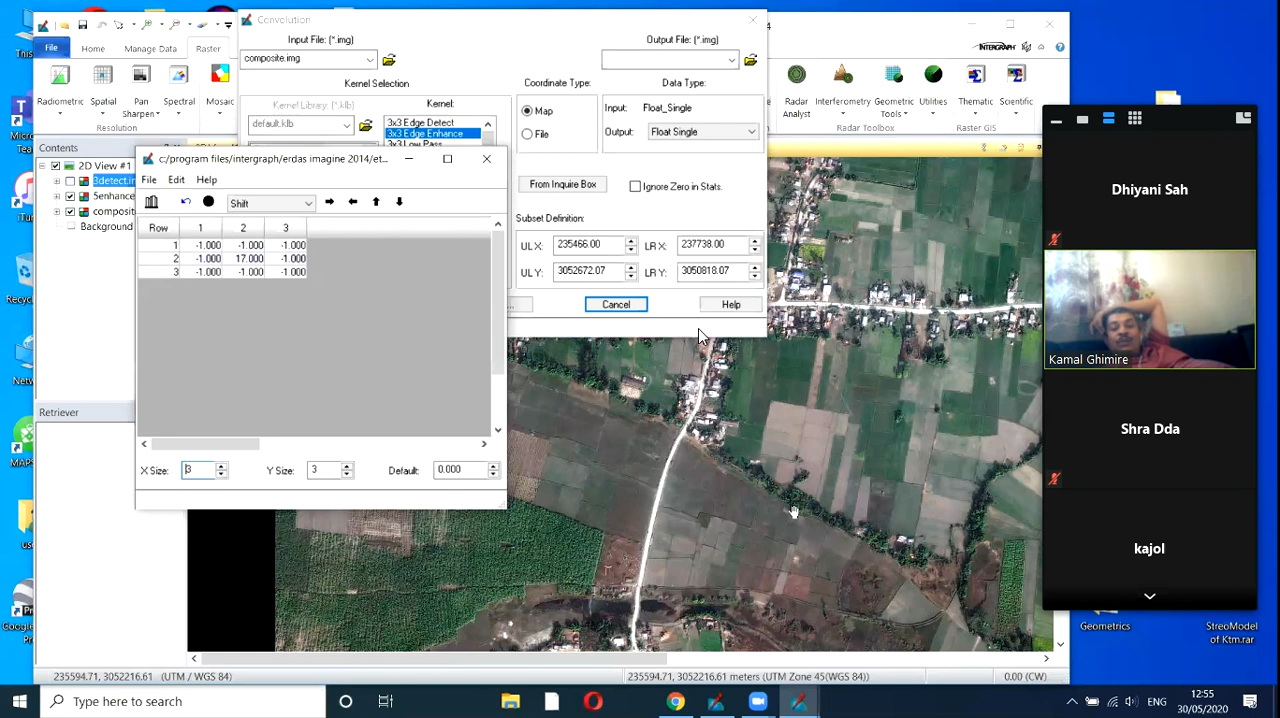 Convolution
Input File: (*.img)
Output File: (*.img)
composite.img
Kernel Selection
Coordinate Type:
Data Type:
Kernel Library: (*.klb)
Kernel:
default.klb
3x3 Edge Detect
3x3 Edge Enhance
3x3 Low Pass
Map
File
Input: Float_Single
Output: Float Single
From Inquire Box
Ignore Zero in Stats.
Subset Definition:
UL X: 235466.00
LR X: 237738.00
UL Y: 3052672.07
LR Y: 3050818.07
Cancel
Help
File
Home
Manage Data
Raster
INTERGRAPH
Radiometric
Spatial
Pan Sharpen
Spectral
Mosaic
Resolution
Radar Analyst
Interferometry
Geometric Tools
Utilities
Thematic
Scientific
Radar Toolbox
Raster GIS
Contents
2D View #1
3detect.im
5enhance
composit
Background
Retriever
c:/program files/intergraph/erdas imagine 2014/et...
File Edit Help
Shift
Row 1 2 3
1 -1.000 -1.000 -1.000
2 -1.000 17.000 -1.000
3 -1.000 -1.000 -1.000
X Size: 3
Y Size: 3
Default: 0.000
235594.71, 3052216.61 (UTM / WGS 84)
235594.71, 3052216.61 meters (UTM Zone 45(WGS 84))
0.00 (CW)
Dhiyani Sah
Kamal Ghimire
Shra Dda
kajol
Geometrics
StreoModel
of Ktm.rar
Type here to search
ENG
12:55
30/05/2020